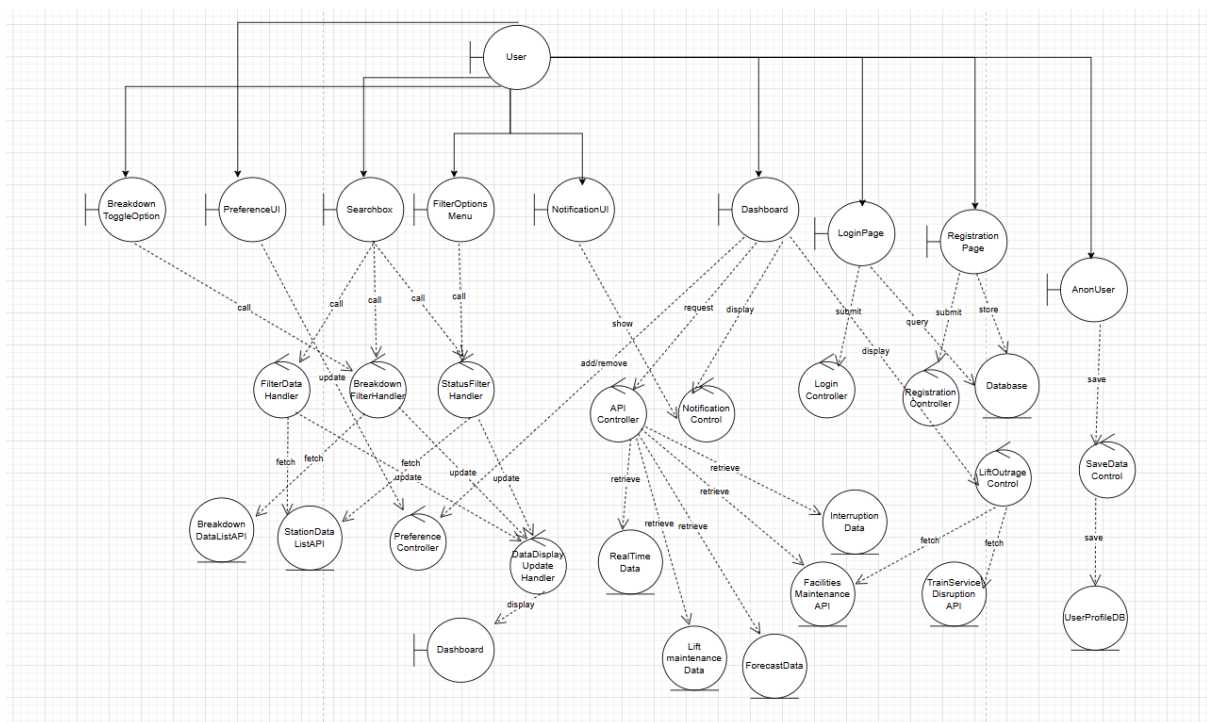 User
Breakdown
ToggleOption
PreferenceUI
Searchbox
FilterOptions
Menu
NotificationUI
Dashboard
LoginPage
Registration
Page
AnonUser
call
call
call
call
call
show
request
display
submit
query
submit
store
display
add/remove
update
save
FilterData
Handler
Breakdown
FilterHandler
StatusFilter
Handler
API
Controller
Notification
Control
Login
Controller
Registration
Controller
Database
fetch
fetch
fetch
update
update
update
retrieve
retrieve
retrieve
retrieve
retrieve
LiftOutrage
Control
SaveData
Control
Breakdown
DataListAPI
StationData
ListAPI
Preference
Controller
DataDisplay
Update
Handler
RealTime
Data
Interruption
Data
fetch
fetch
save
Facilities
Maintenance
API
TrainService
Disruption
API
UserProfileDB
display
Dashboard
Lift
maintenance
Data
ForecastData